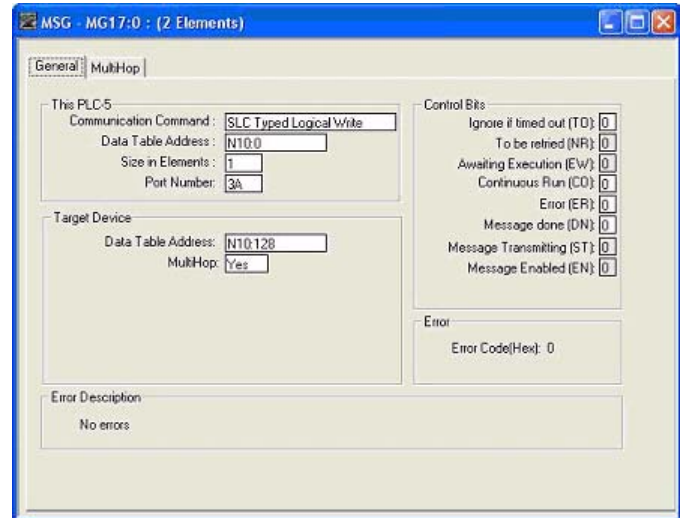 MSG - MG17:0 : (2 Elements)
General MultiHop
This PLC-5
Communication Command : SLC Typed Logical Write
Data Table Address : N10:0
Size in Elements : 1
Port Number: 3A
Target Device
Data Table Address: N10:128
MultiHop: Yes
Control Bits
Ignore if timed out (TO): 0
To be retried (NR): 0
Awaiting Execution (EW): 0
Continuous Run (CO): 0
Error (ER): 0
Message done (DN): 0
Message Transmitting (ST): 0
Message Enabled (EN): 0
Error
Error Code(Hex): 0
Error Description
No errors